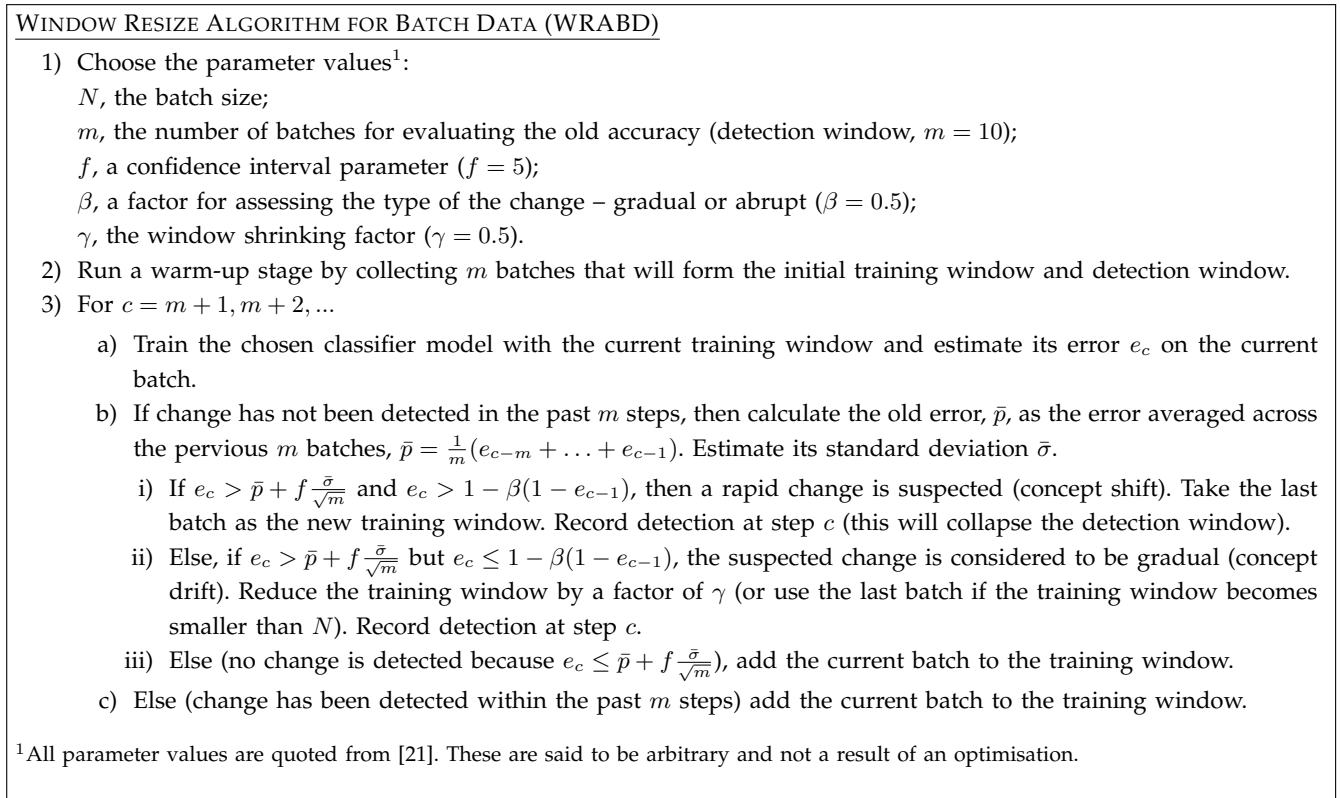 WINDOW RESIZE ALGORITHM FOR BATCH DATA (WRABD)
1) Choose the parameter values¹:
N, the batch size;
m, the number of batches for evaluating the old accuracy (detection window, m = 10);
f, a confidence interval parameter (f = 5);
β, a factor for assessing the type of the change – gradual or abrupt (β = 0.5);
γ, the window shrinking factor (γ = 0.5).
2) Run a warm-up stage by collecting m batches that will form the initial training window and detection window.
3) For c = m + 1, m + 2, ...
a) Train the chosen classifier model with the current training window and estimate its error e_c on the current
batch.
b) If change has not been detected in the past m steps, then calculate the old error, p̄, as the error averaged across
the pervious m batches, p̄ = 1/m (e_{c−m} + . . . + e_{c−1}). Estimate its standard deviation σ̄.
i) If e_c > p̄ + f σ̄/√m and e_c > 1 − β(1 − e_{c−1}), then a rapid change is suspected (concept shift). Take the last
batch as the new training window. Record detection at step c (this will collapse the detection window).
ii) Else, if e_c > p̄ + f σ̄/√m but e_c ≤ 1 − β(1 − e_{c−1}), the suspected change is considered to be gradual (concept
drift). Reduce the training window by a factor of γ (or use the last batch if the training window becomes
smaller than N). Record detection at step c.
iii) Else (no change is detected because e_c ≤ p̄ + f σ̄/√m), add the current batch to the training window.
c) Else (change has been detected within the past m steps) add the current batch to the training window.
¹All parameter values are quoted from [21]. These are said to be arbitrary and not a result of an optimisation.